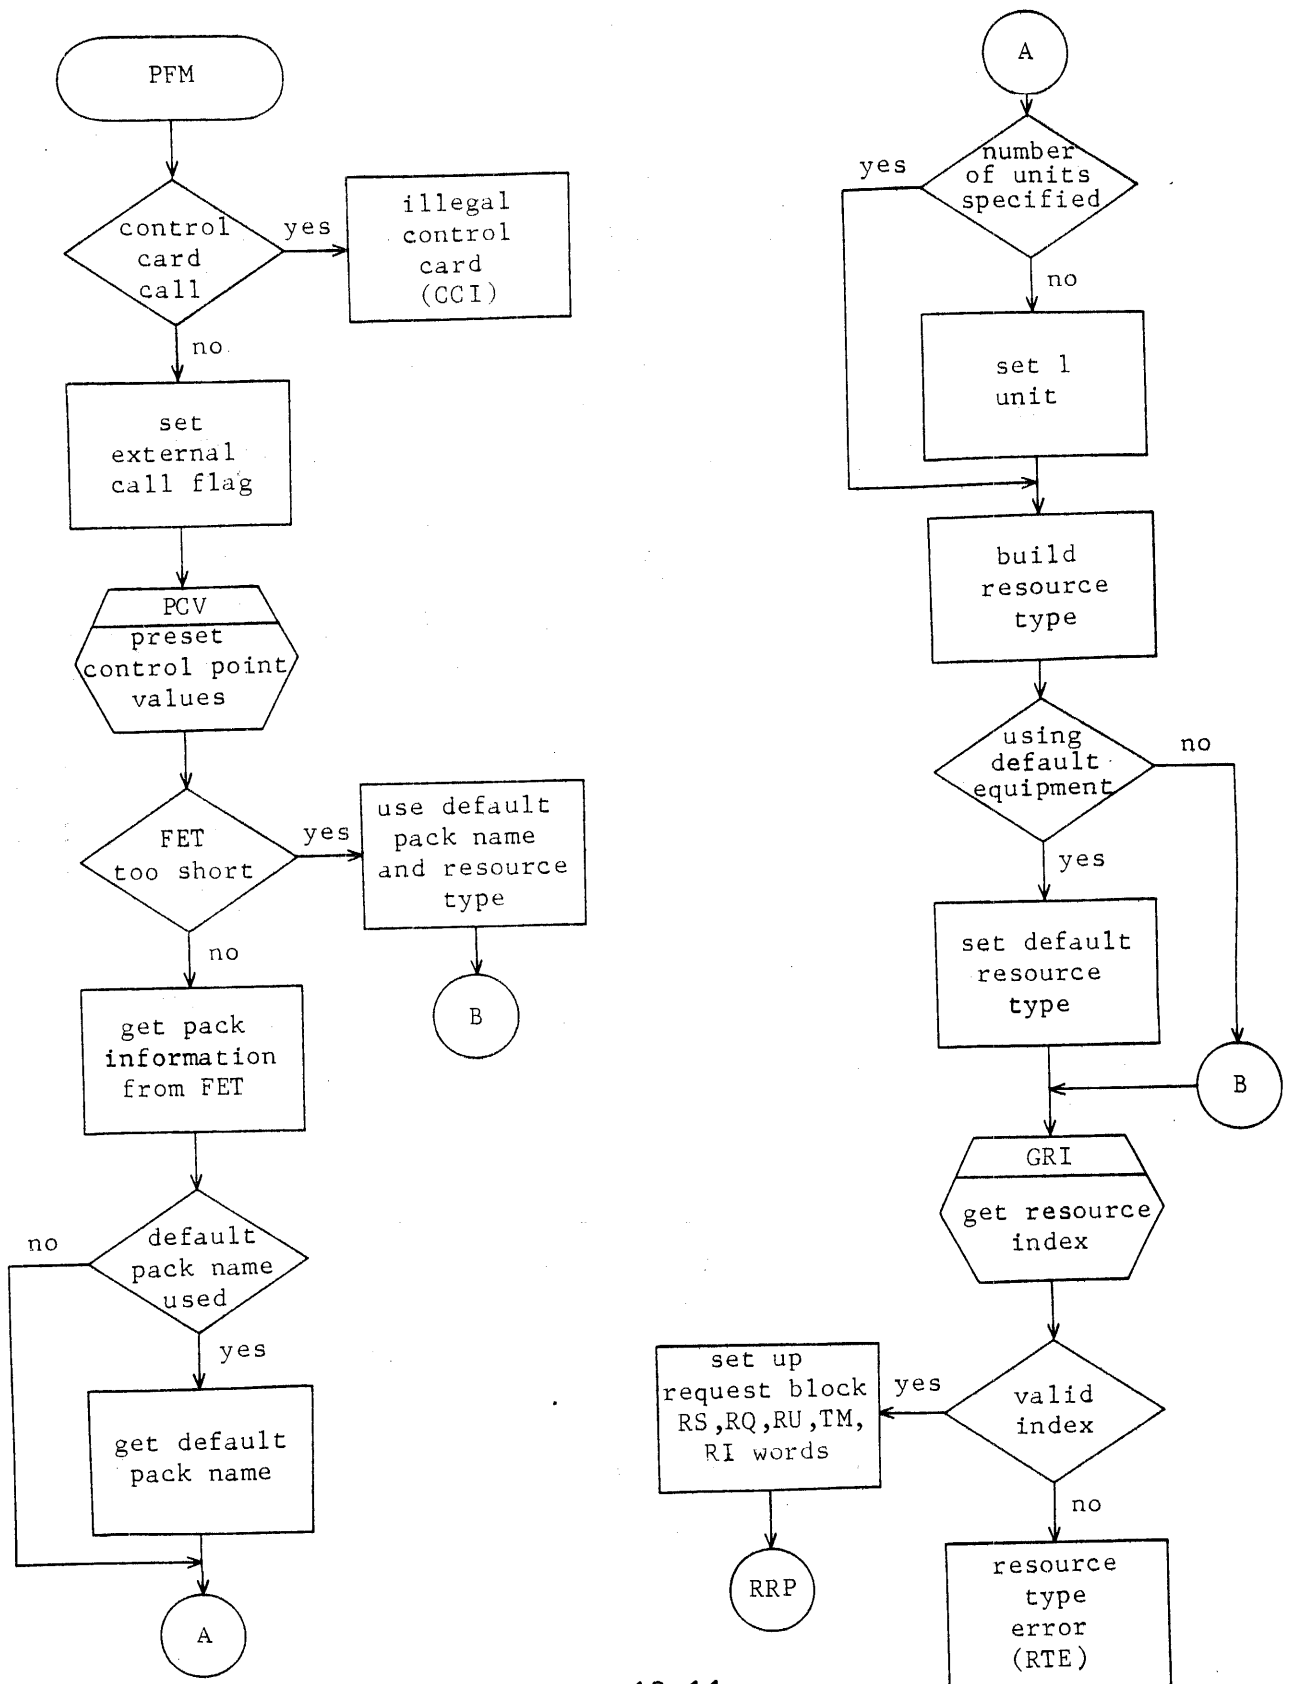 PFM
control
card
call
yes
illegal
control
card
(CCI)
no
set
external
call flag
PCV
preset
control point
values
FET
too short
yes
use default
pack name
and resource
type
B
no
get pack
information
from FET
default
pack name
used
no
yes
get default
pack name
A
A
number
of units
specified
yes
no
set 1
unit
build
resource
type
using
default
equipment
no
yes
set default
resource
type
B
GRI
get resource
index
valid
index
yes
set up
request block
RS,RQ,RU,TM,
RI words
RRP
no
resource
type
error
(RTE)